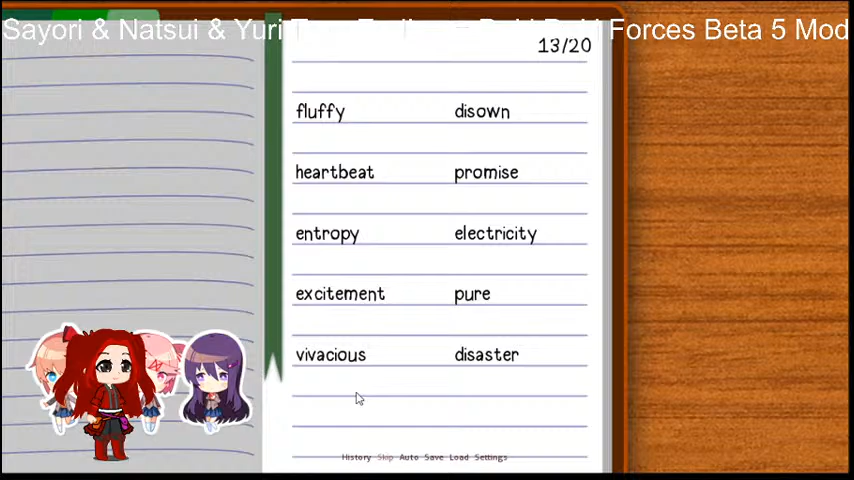 Sayori & Natsui & Yuri Forces Beta 5 Mod
13/20
fluffy disown
heartbeat promise
entropy electricity
excitement pure
vivacious disaster
History Skip Auto Save Load Settings